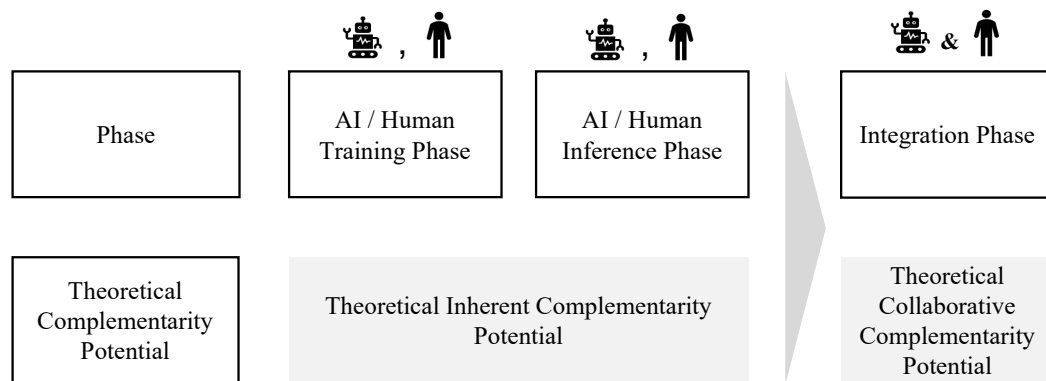 ,
,
&
Phase
AI / Human
Training Phase
AI / Human
Inference Phase
Integration Phase
Theoretical
Complementarity
Potential
Theoretical Inherent Complementarity
Potential
Theoretical
Collaborative
Complementarity
Potential